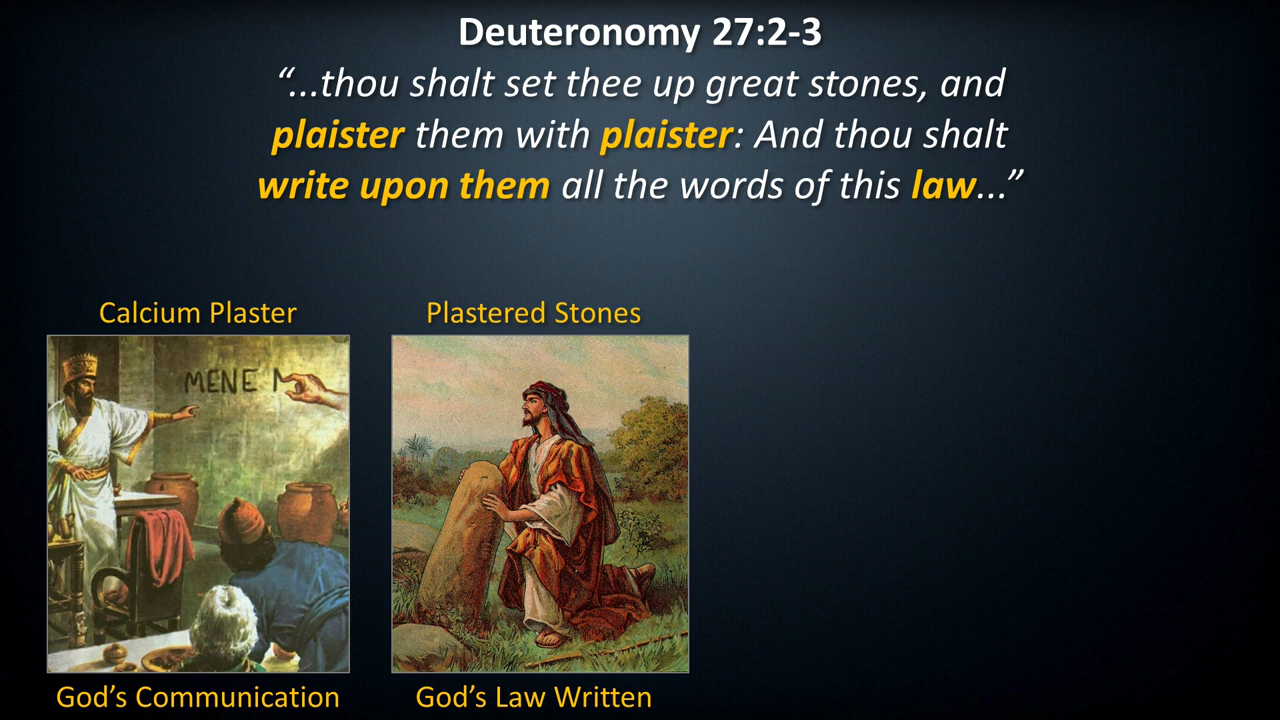 Deuteronomy 27:2-3
“...thou shalt set thee up great stones, and
plaister them with plaister: And thou shalt
write upon them all the words of this law...”
Calcium Plaster
Plastered Stones
MENE
God’s Communication
God’s Law Written